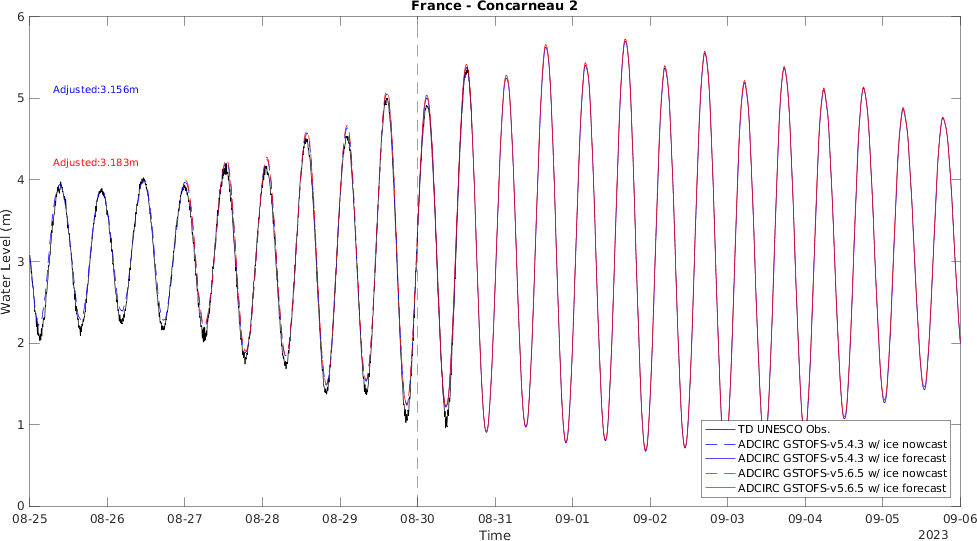 France - Concarneau 2
6
5
4
3
2
1
0
Water Level (m)
Adjusted:3.156m
Adjusted:3.183m
TD UNESCO Obs.
ADCIRC GSTOFS-v5.4.3 w/ ice nowcast
ADCIRC GSTOFS-v5.4.3 w/ ice forecast
ADCIRC GSTOFS-v5.6.5 w/ ice nowcast
ADCIRC GSTOFS-v5.6.5 w/ ice forecast
08-25 08-26 08-27 08-28 08-29 08-30 08-31 09-01 09-02 09-03 09-04 09-05 09-06
Time
2023